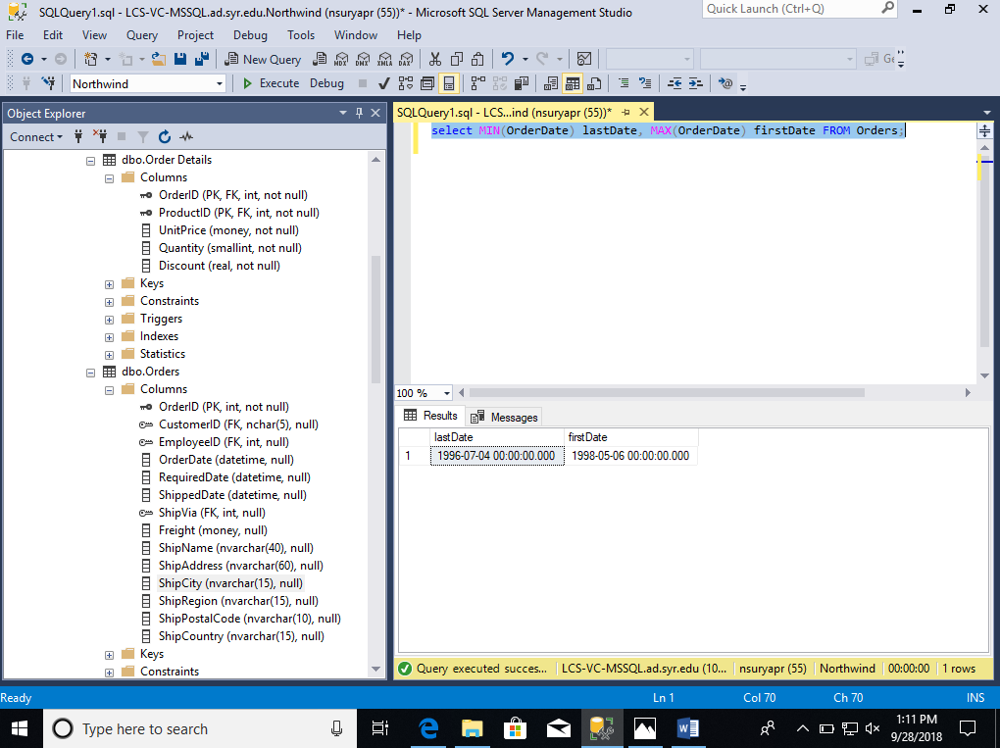 SQLQuery1.sql - LCS-VC-MSSQL.ad.syr.edu.Northwind (nsuryapr (55))* - Microsoft SQL Server Management Studio
Quick Launch (Ctrl+Q)
File Edit View Query Project Debug Tools Window Help
New Query
MDX DMX XMLA DAX
Northwind
Execute Debug
Object Explorer
SQLQuery1.sql - LCS...ind (nsuryapr (55))*
Connect
select MIN(OrderDate) lastDate, MAX(OrderDate) firstDate FROM Orders;
dbo.Order Details
Columns
OrderID (PK, FK, int, not null)
ProductID (PK, FK, int, not null)
UnitPrice (money, not null)
Quantity (smallint, not null)
Discount (real, not null)
Keys
Constraints
Triggers
Indexes
Statistics
dbo.Orders
Columns
OrderID (PK, int, not null)
CustomerID (FK, nchar(5), null)
EmployeeID (FK, int, null)
OrderDate (datetime, null)
RequiredDate (datetime, null)
ShippedDate (datetime, null)
ShipVia (FK, int, null)
Freight (money, null)
ShipName (nvarchar(40), null)
ShipAddress (nvarchar(60), null)
ShipCity (nvarchar(15), null)
ShipRegion (nvarchar(15), null)
ShipPostalCode (nvarchar(10), null)
ShipCountry (nvarchar(15), null)
Keys
Constraints
100 %
Results Messages
lastDate firstDate
1 1996-07-04 00:00:00.000 1998-05-06 00:00:00.000
Query executed succes... LCS-VC-MSSQL.ad.syr.edu (10... nsuryapr (55) Northwind 00:00:00 1 rows
Ready Ln 1 Col 70 Ch 70 INS
Type here to search
1:11 PM
9/28/2018